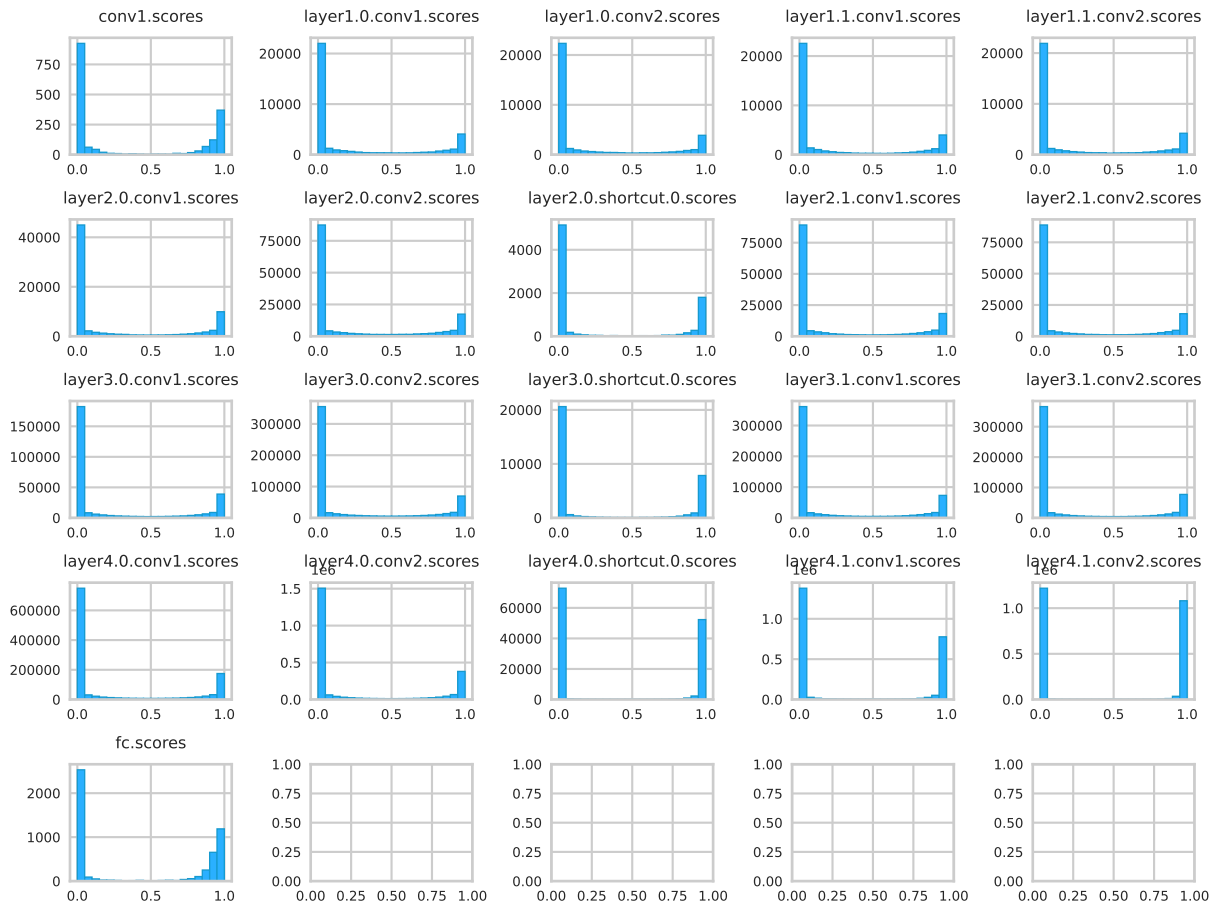 conv1.scores
layer1.0.conv1.scores
layer1.0.conv2.scores
layer1.1.conv1.scores
layer1.1.conv2.scores
750
500
250
0
0.0 0.5 1.0
20000
10000
0
0.0 0.5 1.0
20000
10000
0
0.0 0.5 1.0
20000
10000
0
0.0 0.5 1.0
20000
10000
0
0.0 0.5 1.0
layer2.0.conv1.scores
layer2.0.conv2.scores
layer2.0.shortcut.0.scores
layer2.1.conv1.scores
layer2.1.conv2.scores
40000
20000
0
0.0 0.5 1.0
75000
50000
25000
0
0.0 0.5 1.0
4000
2000
0
0.0 0.5 1.0
75000
50000
25000
0
0.0 0.5 1.0
75000
50000
25000
0
0.0 0.5 1.0
layer3.0.conv1.scores
layer3.0.conv2.scores
layer3.0.shortcut.0.scores
layer3.1.conv1.scores
layer3.1.conv2.scores
150000
100000
50000
0
0.0 0.5 1.0
300000
200000
100000
0
0.0 0.5 1.0
20000
10000
0
0.0 0.5 1.0
300000
200000
100000
0
0.0 0.5 1.0
300000
200000
100000
0
0.0 0.5 1.0
layer4.0.conv1.scores
layer4.0.conv2.scores
layer4.0.shortcut.0.scores
layer4.1.conv1.scores
layer4.1.conv2.scores
600000
400000
200000
0
0.0 0.5 1.0
1e6
1.5
1.0
0.5
0.0
0.0 0.5 1.0
60000
40000
20000
0
0.0 0.5 1.0
1e6
1.0
0.5
0.0
0.0 0.5 1.0
1e6
1.0
0.5
0.0
0.0 0.5 1.0
fc.scores
2000
1000
0
0.0 0.5 1.0
1.00
0.75
0.50
0.25
0.00
0.00 0.25 0.50 0.75 1.00
1.00
0.75
0.50
0.25
0.00
0.00 0.25 0.50 0.75 1.00
1.00
0.75
0.50
0.25
0.00
0.00 0.25 0.50 0.75 1.00
1.00
0.75
0.50
0.25
0.00
0.00 0.25 0.50 0.75 1.00